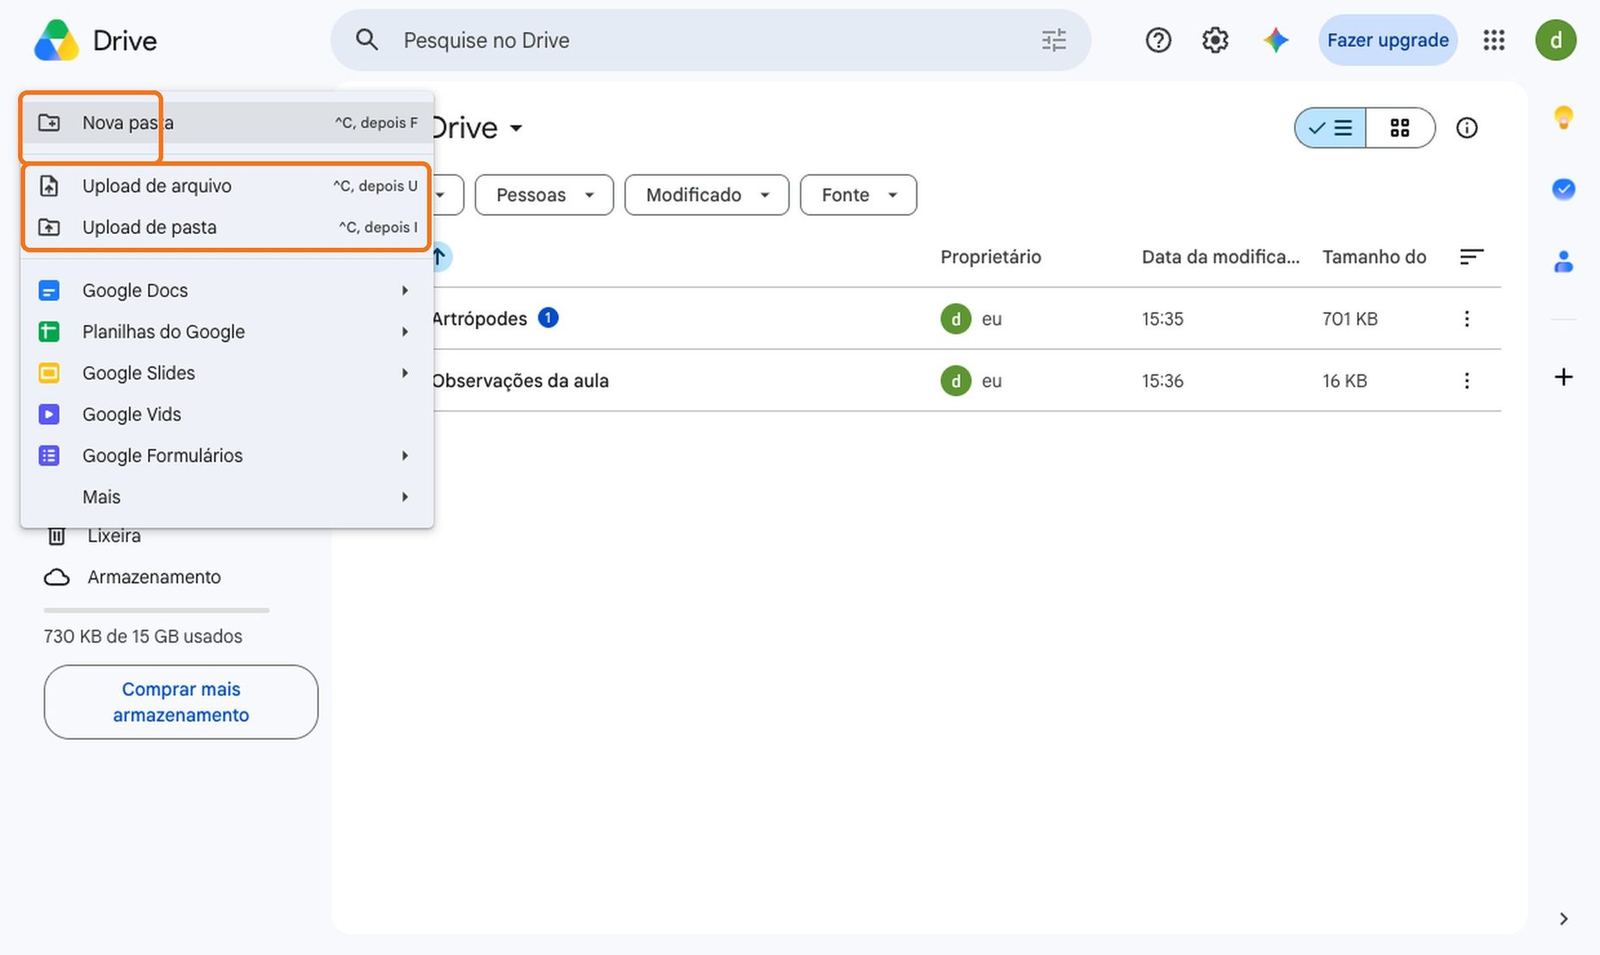 Drive
Pesquise no Drive
Fazer upgrade
d
Nova pasta ^C, depois F
Upload de arquivo ^C, depois U
Upload de pasta ^C, depois I
Google Docs
Planilhas do Google
Google Slides
Google Vids
Google Formulários
Mais
Lixeira
Armazenamento
730 KB de 15 GB usados
Comprar mais
armazenamento
Drive
Pessoas Modificado Fonte
Proprietário Data da modifica... Tamanho do
Artrópodes 1 d eu 15:35 701 KB
Observações da aula d eu 15:36 16 KB